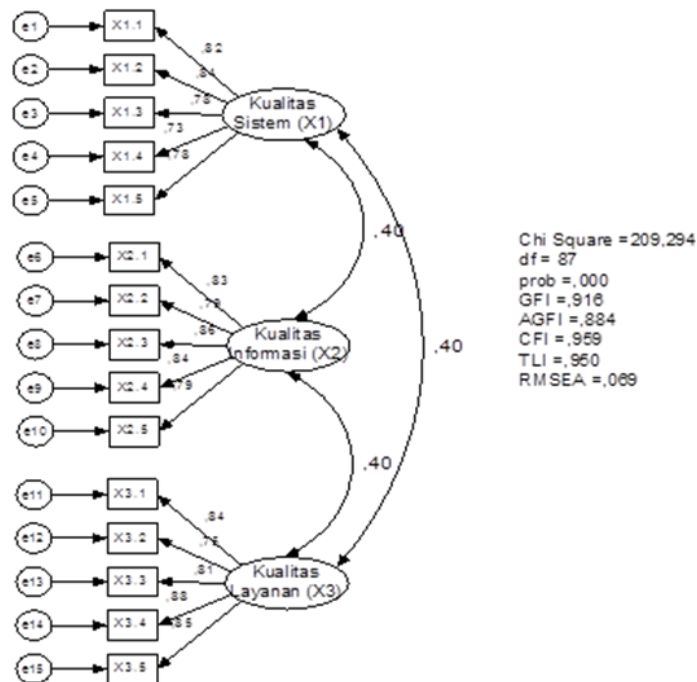 e1
X1.1
,82
e2
X1.2
,84
e3
X1.3
,78
e4
X1.4
,73
e5
X1.5
,78
Kualitas
Sistem (X1)
,40
e6
X2.1
,83
e7
X2.2
,79
e8
X2.3
,86
e9
X2.4
,84
e10
X2.5
,79
Kualitas
Informasi (X2)
,40
,40
e11
X3.1
,84
e12
X3.2
e13
X3.3
,81
e14
X3.4
,88
e15
X3.5
,85
Kualitas
Layanan (X3)
Chi Square =209,294
df = 87
prob =,000
GFI =,916
AGFI =,884
CFI =,959
TLI =,950
RMSEA =,069